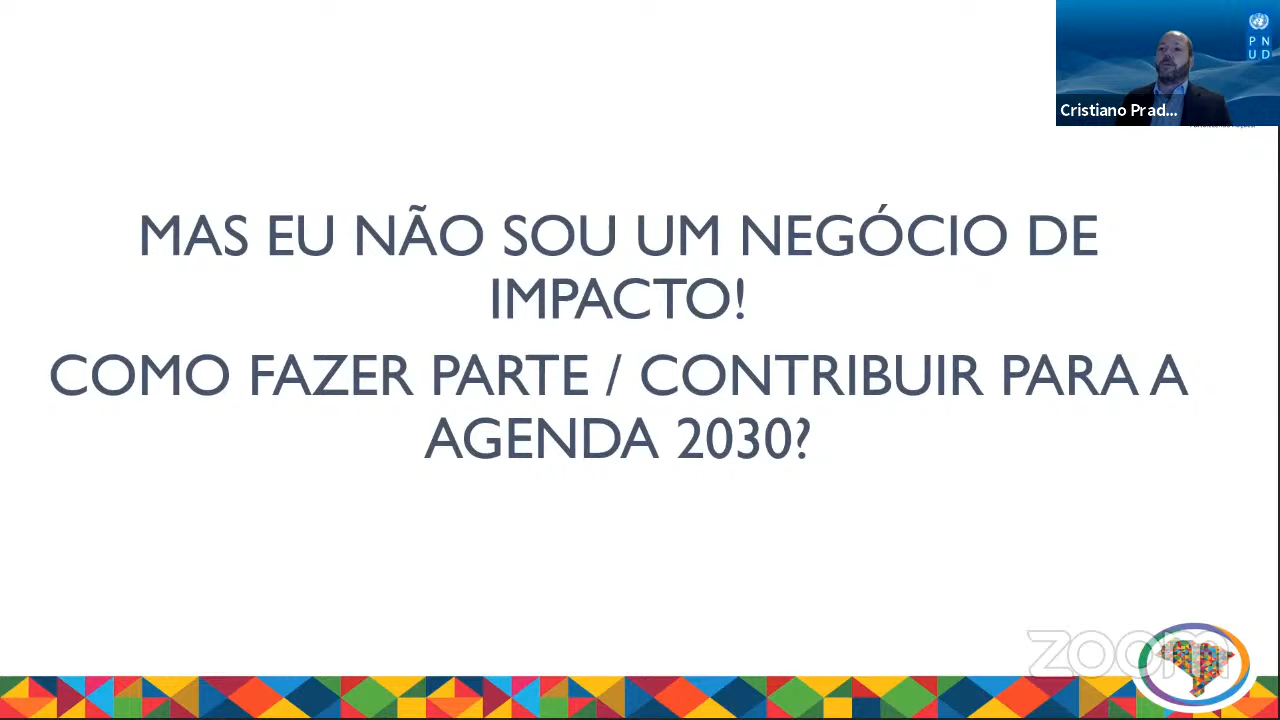 P N
U D
Cristiano Prad...
MAS EU NÃO SOU UM NEGÓCIO DE
IMPACTO!
COMO FAZER PARTE / CONTRIBUIR PARA A
AGENDA 2030?
zoom